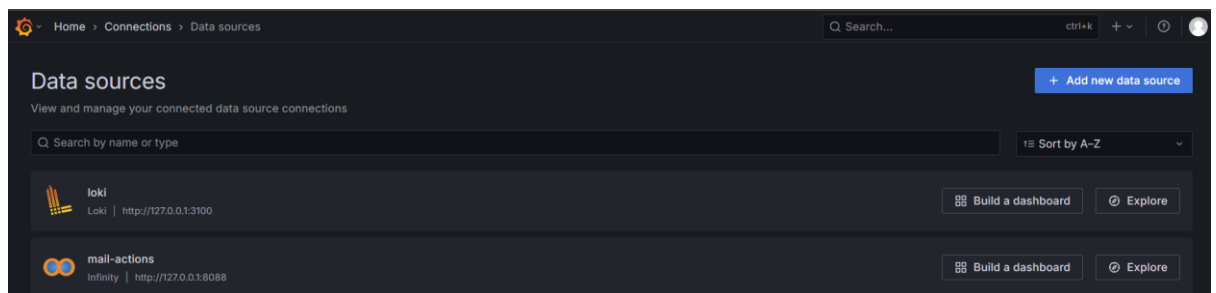 Home > Connections > Data sources
Search... ctrl+k
Data sources
+ Add new data source
View and manage your connected data source connections
Search by name or type
Sort by A–Z
loki
Loki | http://127.0.0.1:3100
Build a dashboard
Explore
mail-actions
Infinity | http://127.0.0.1:8088
Build a dashboard
Explore